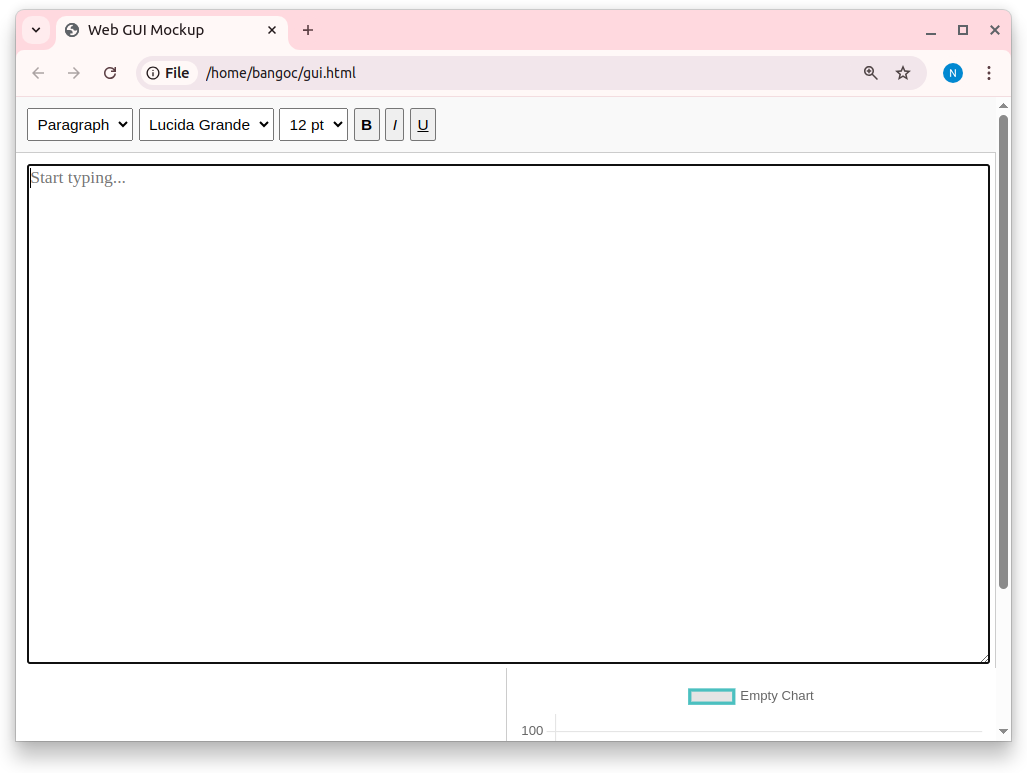 Web GUI Mockup
File /home/bangoc/gui.html
N
Paragraph Lucida Grande 12 pt B I U
Start typing...
Empty Chart
100